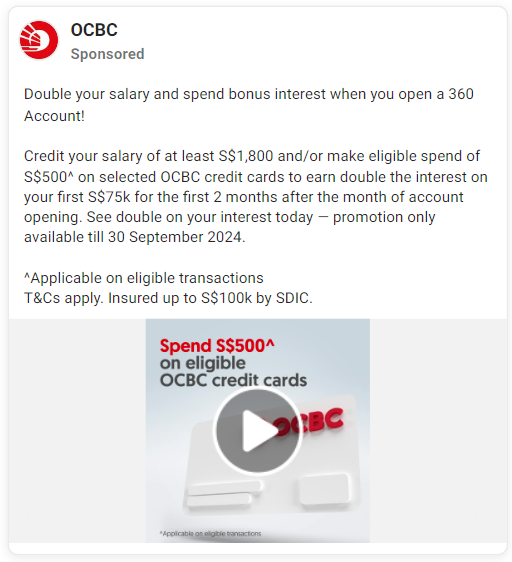 OCBC
Sponsored
Double your salary and spend bonus interest when you open a 360
Account!
Credit your salary of at least S$1,800 and/or make eligible spend of
S$500^ on selected OCBC credit cards to earn double the interest on
your first S$75k for the first 2 months after the month of account
opening. See double on your interest today — promotion only
available till 30 September 2024.
^Applicable on eligible transactions
T&Cs apply. Insured up to S$100k by SDIC.
Spend S$500^
on eligible
OCBC credit cards
OCBC
^Applicable on eligible transactions